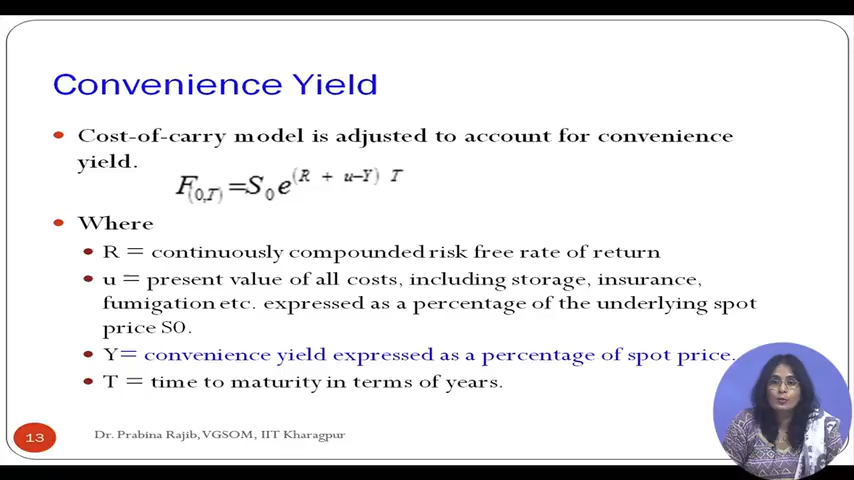 Convenience Yield
Cost-of-carry model is adjusted to account for convenience
yield.
F(0,T)=S0e(R + u-Y) T
Where
R = continuously compounded risk free rate of return
u = present value of all costs, including storage, insurance,
fumigation etc. expressed as a percentage of the underlying spot
price S0.
Y= convenience yield expressed as a percentage of spot price.
T = time to maturity in terms of years.
13
Dr. Prabina Rajib, VGSOM, IIT Kharagpur